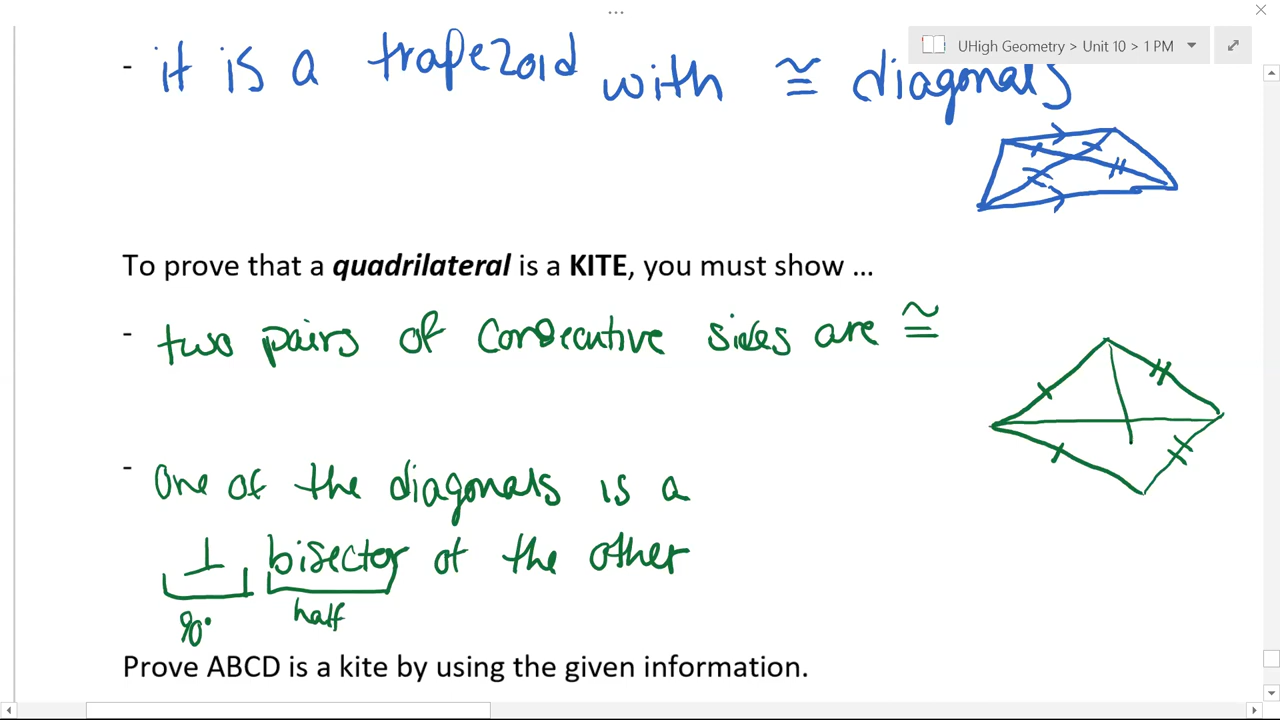 UHigh Geometry > Unit 10 > 1 PM
- it is a trapezoid with ≅ diagonals
To prove that a quadrilateral is a KITE, you must show ...
- two pairs of consecutive sides are ≅
- One of the diagonals is a
⊥ bisector of the other
90° half
Prove ABCD is a kite by using the given information.